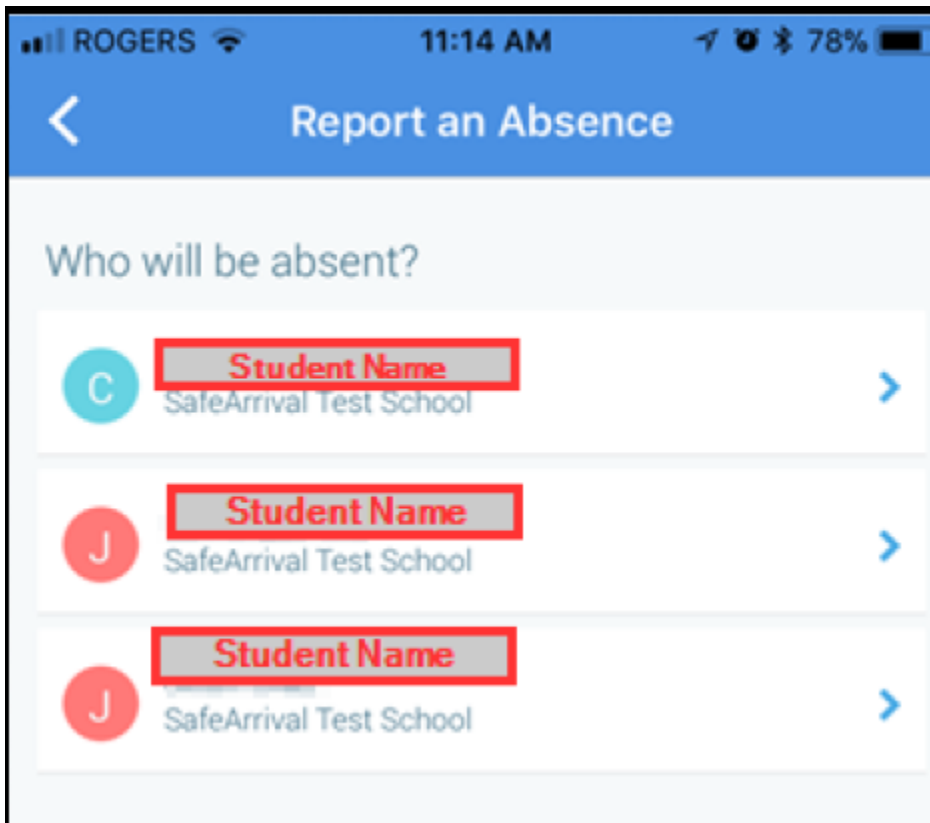 ROGERS 11:14 AM 78%
Report an Absence
Who will be absent?
C
Student Name
SafeArrival Test School
J
Student Name
SafeArrival Test School
J
Student Name
SafeArrival Test School